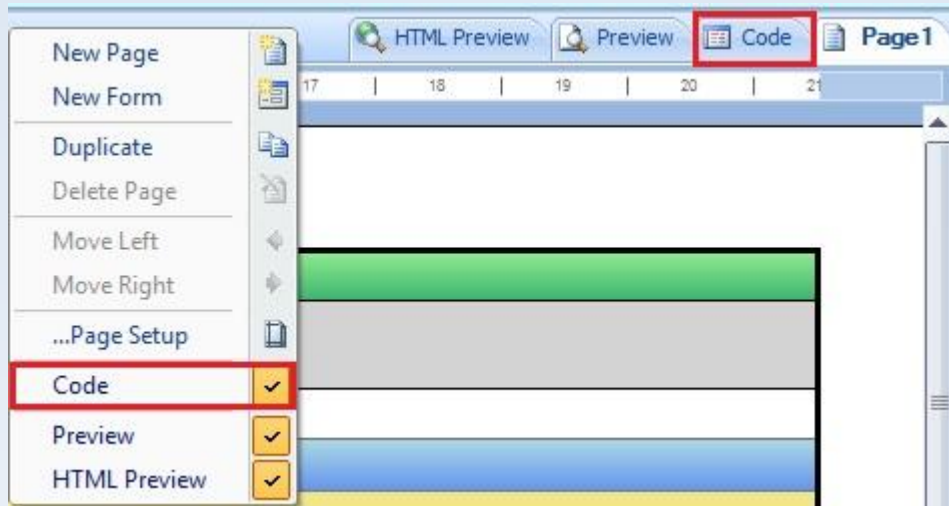 HTML Preview Preview Code Page1
17 18 19 20 21
New Page
New Form
Duplicate
Delete Page
Move Left
Move Right
...Page Setup
Code
Preview
HTML Preview